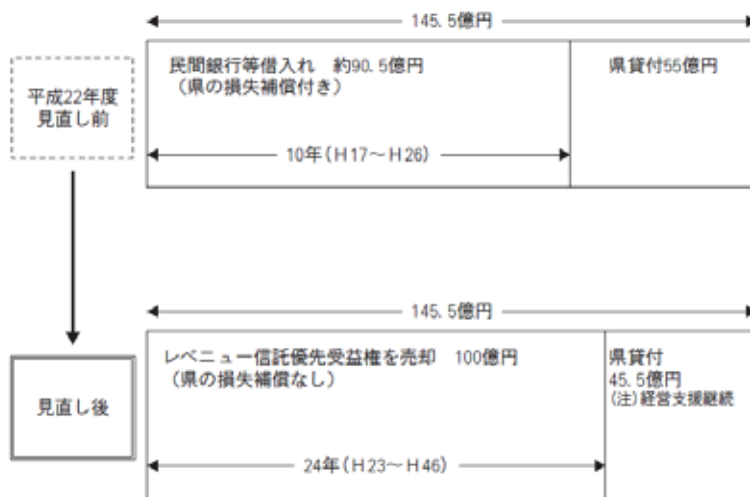 145.5億円
平成22年度
見直し前
民間銀行等借入れ　約90.5億円
（県の損失補償付き）
県貸付55億円
10年(H17～H26)
145.5億円
見直し後
レベニュー信託優先受益権を売却　100億円
（県の損失補償なし）
県貸付
45.5億円
(注)経営支援継続
24年(H23～H46)